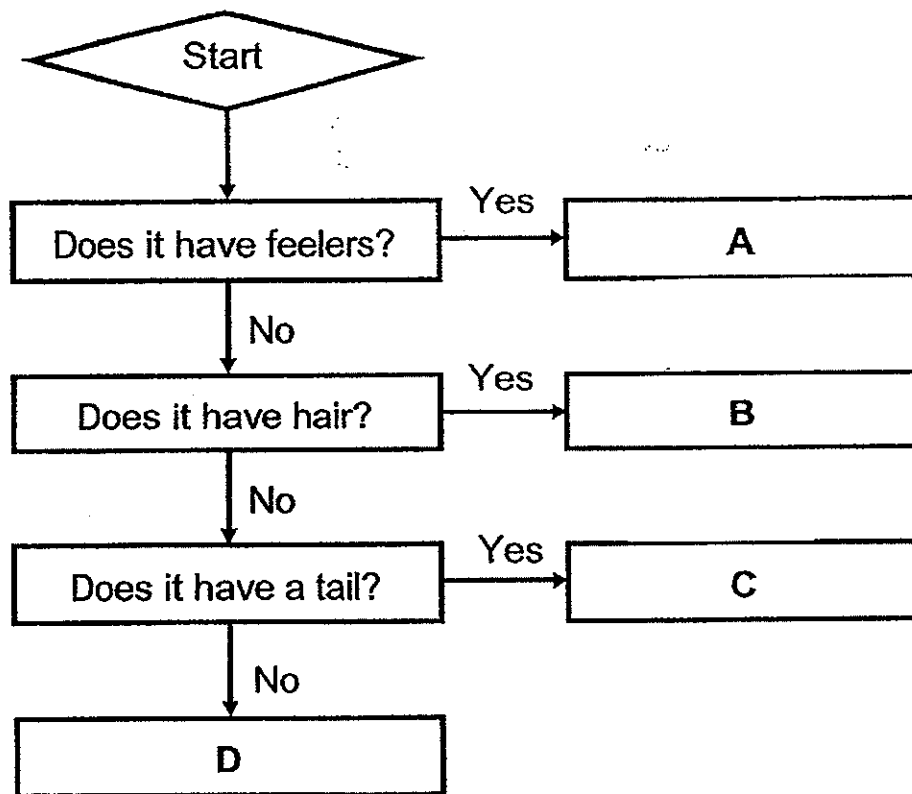 Start
Does it have feelers?
Yes
A
No
Does it have hair?
Yes
B
No
Does it have a tail?
Yes
C
No
D